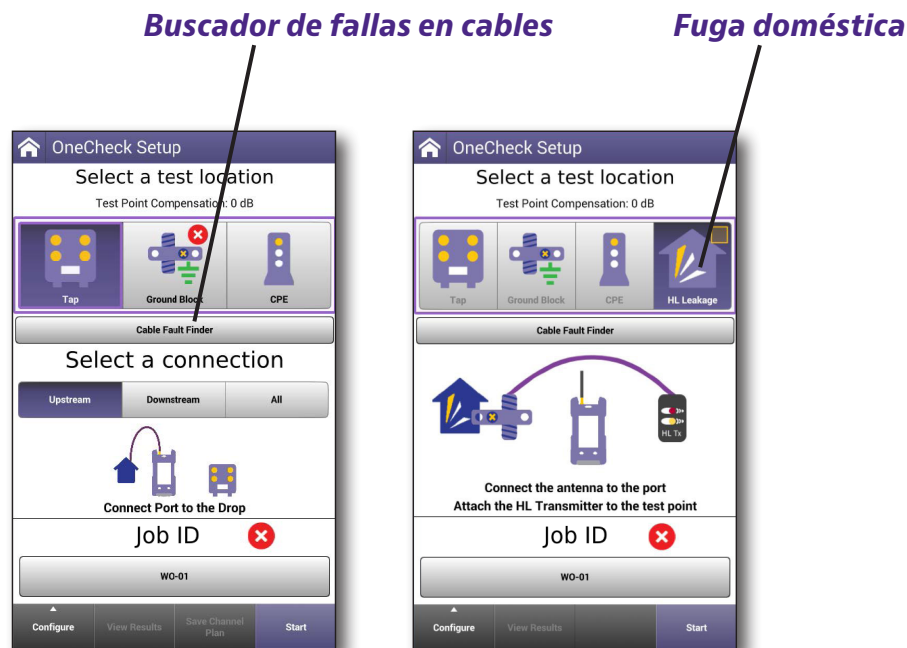 Buscador de fallas en cables
Fuga doméstica
OneCheck Setup
Select a test location
Test Point Compensation: 0 dB
Tap
Ground Block
CPE
Cable Fault Finder
Select a connection
Upstream
Downstream
All
Connect Port to the Drop
Job ID
WO-01
Configure
View Results
Save Channel
Plan
Start
OneCheck Setup
Select a test location
Test Point Compensation: 0 dB
Tap
Ground Block
CPE
HL Leakage
Cable Fault Finder
HL Tx
Connect the antenna to the port
Attach the HL Transmitter to the test point
Job ID
WO-01
Configure
View Results
Start